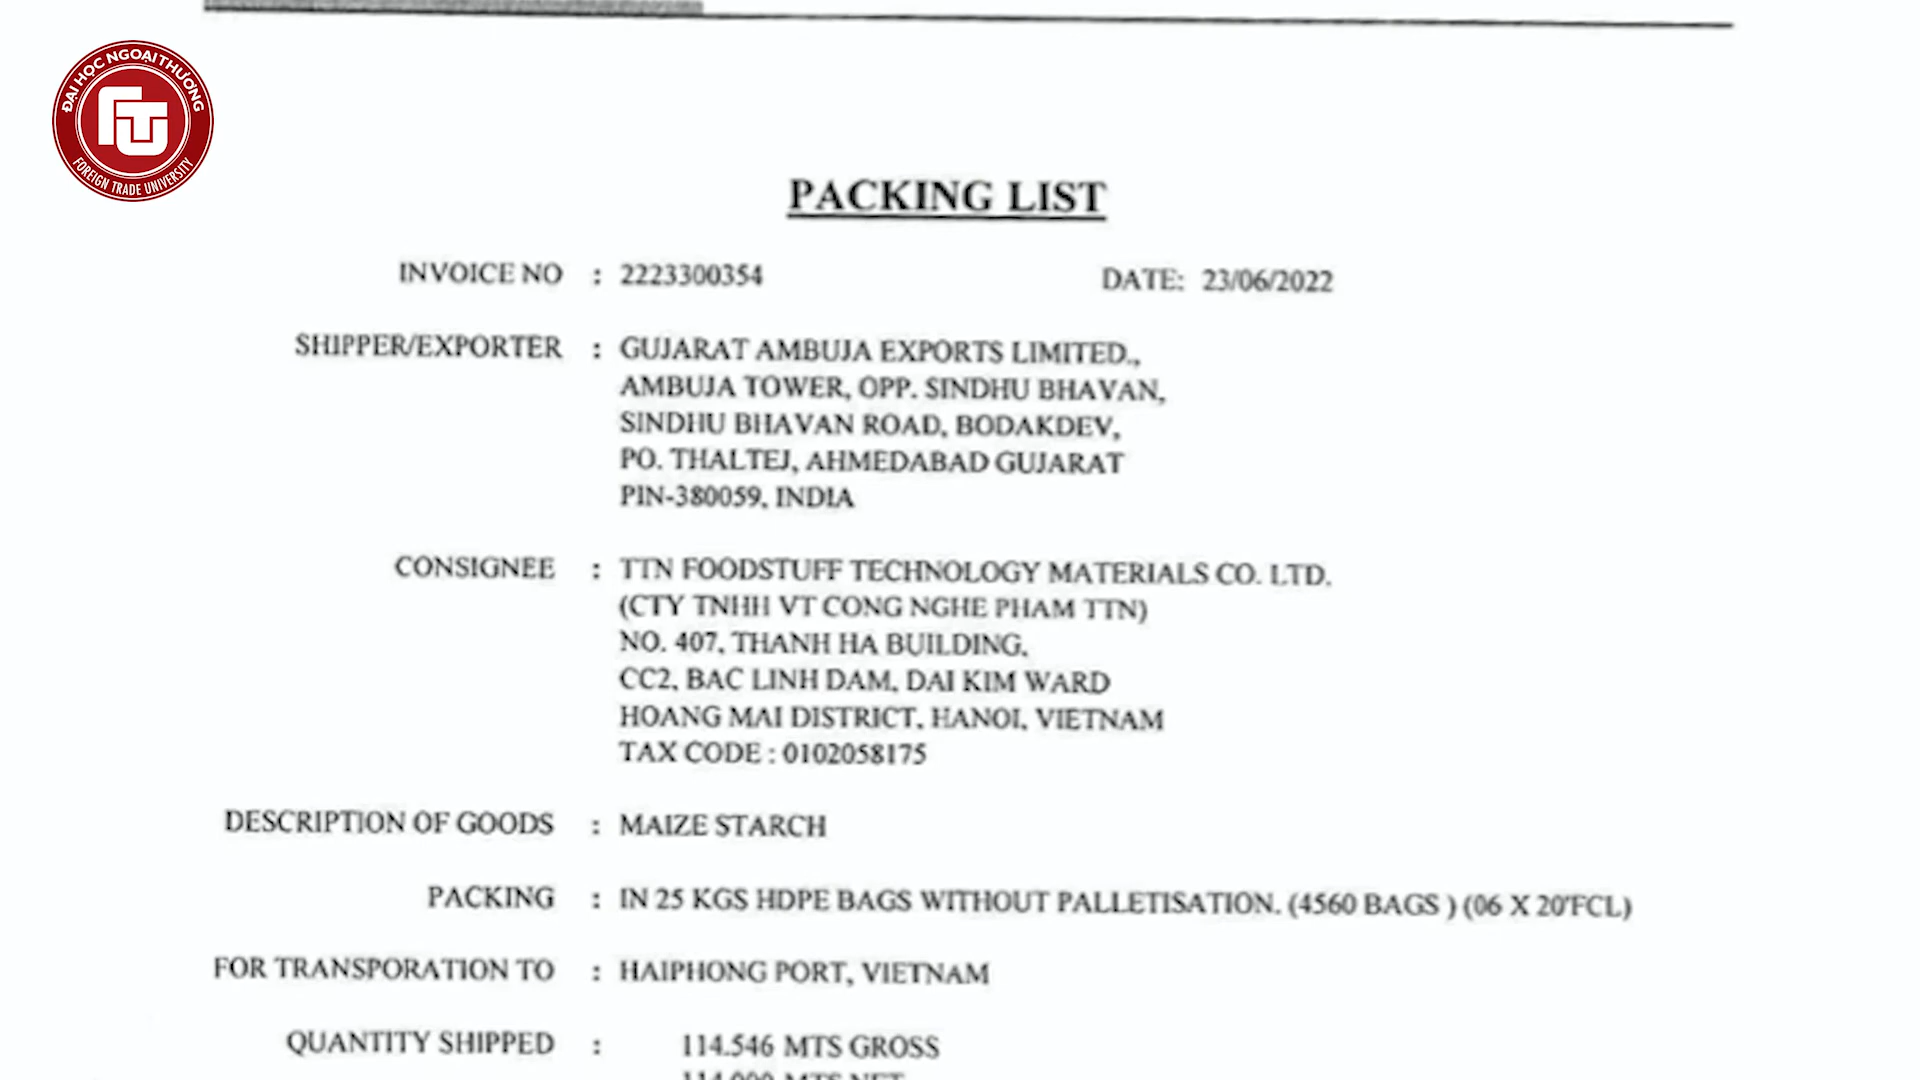 ĐẠI HỌC NGOẠI THƯƠNG
FTU
FOREIGN TRADE UNIVERSITY
PACKING LIST
INVOICE NO : 2223300354 DATE: 23/06/2022
SHIPPER/EXPORTER : GUJARAT AMBUJA EXPORTS LIMITED.,
AMBUJA TOWER, OPP. SINDHU BHAVAN,
SINDHU BHAVAN ROAD, BODAKDEV,
PO. THALTEJ, AHMEDABAD GUJARAT
PIN-380059, INDIA
CONSIGNEE : TTN FOODSTUFF TECHNOLOGY MATERIALS CO. LTD.
(CTY TNHH VT CONG NGHE PHAM TTN)
NO. 407, THANH HA BUILDING,
CC2, BAC LINH DAM, DAI KIM WARD
HOANG MAI DISTRICT, HANOI, VIETNAM
TAX CODE : 0102058175
DESCRIPTION OF GOODS : MAIZE STARCH
PACKING : IN 25 KGS HDPE BAGS WITHOUT PALLETISATION. (4560 BAGS ) (06 X 20'FCL)
FOR TRANSPORATION TO : HAIPHONG PORT, VIETNAM
QUANTITY SHIPPED : 114.546 MTS GROSS
114.000 MTS NET